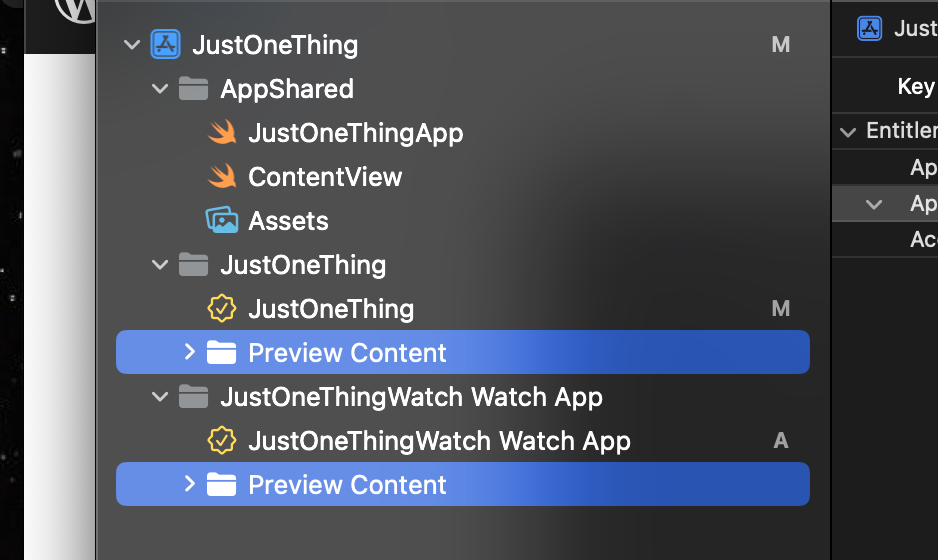 JustOneThing M
AppShared
JustOneThingApp
ContentView
Assets
JustOneThing
JustOneThing M
Preview Content
JustOneThingWatch Watch App
JustOneThingWatch Watch App A
Preview Content
Just
Key
Entitler
Ap
Ap
Ac